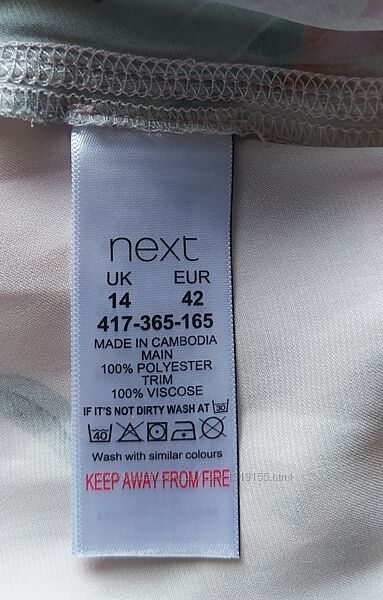 next
UK EUR
14 42
417-365-165
MADE IN CAMBODIA
MAIN
100% POLYESTER
TRIM
100% VISCOSE
IF IT'S NOT DIRTY WASH AT 30
40
Wash with similar colours
KEEP AWAY FROM FIRE